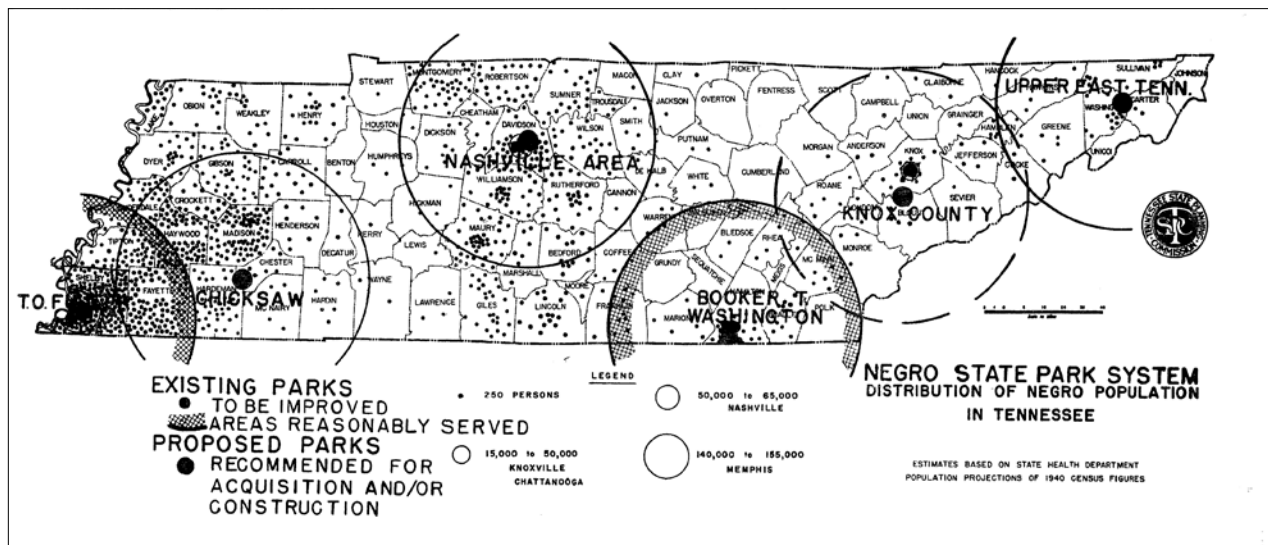 STEWART
MONTGOMERY
ROBERTSON
SUMNER
MACON
CLAY
PICKETT
SCOTT
CLAIBORNE
HANCOCK
SULLIVAN
JOHNSON
UPPER EAST TENN.
LAKE
OBION
WEAKLEY
HENRY
HOUSTON
CHEATHAM
DAVIDSON
TROUSDALE
WILSON
SMITH
JACKSON
OVERTON
FENTRESS
CAMPBELL
UNION
GRAINGER
HAMBLEN
GREENE
WASHINGTON
CARTER
UNICOI
DYER
GIBSON
CARROLL
BENTON
HUMPHREYS
DICKSON
NASHVILLE AREA
WILLIAMSON
RUTHERFORD
CANNON
DE KALB
PUTNAM
WHITE
CUMBERLAND
MORGAN
ANDERSON
KNOX
JEFFERSON
COCKE
ROANE
SEVIER
KNOX COUNTY
CROCKETT
HAYWOOD
MADISON
HENDERSON
DECATUR
PERRY
HICKMAN
LEWIS
MAURY
BEDFORD
COFFEE
WARREN
BLEDSOE
RHEA
MEIGS
MC MINN
MONROE
TIPTON
SHELBY
FAYETTE
HARDEMAN
CHESTER
CHICKSAW
MC NAIRY
HARDIN
WAYNE
LAWRENCE
GILES
MARSHALL
MOORE
LINCOLN
FRANKLIN
GRUNDY
SEQUATCHIE
MARION
HAMILTON
POLK
BOOKER T.
WASHINGTON
TENNESSEE STATE PLANNING COMMISSION
EXISTING PARKS
TO BE IMPROVED
AREAS REASONABLY SERVED
PROPOSED PARKS
RECOMMENDED FOR
ACQUISITION AND/OR
CONSTRUCTION
LEGEND
250 PERSONS
15,000 to 50,000
KNOXVILLE
CHATTANOOGA
50,000 to 65,000
NASHVILLE
140,000 to 155,000
MEMPHIS
NEGRO STATE PARK SYSTEM
DISTRIBUTION OF NEGRO POPULATION
IN TENNESSEE
ESTIMATES BASED ON STATE HEALTH DEPARTMENT
POPULATION PROJECTIONS OF 1940 CENSUS FIGURES